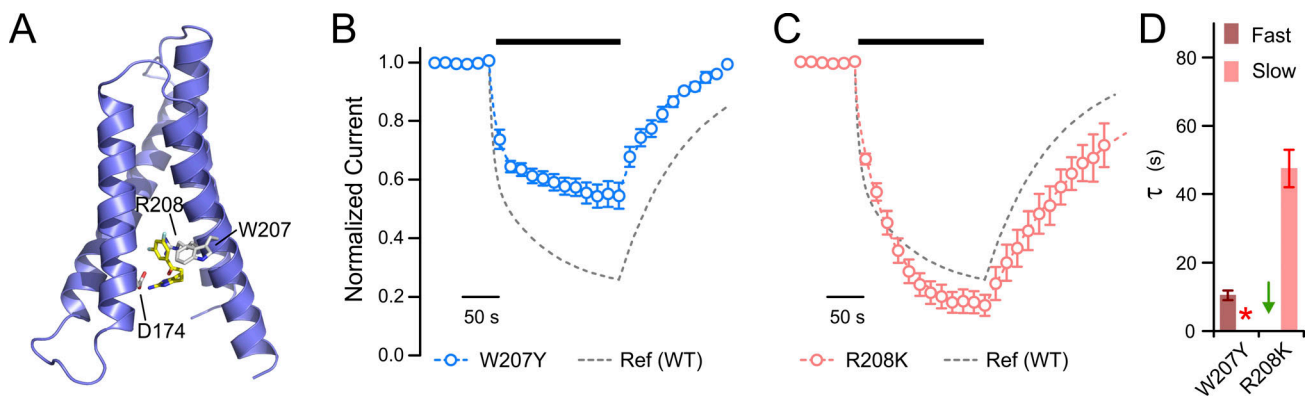 A
R208
W207
D174
B
Normalized Current
1.0
0.8
0.6
0.4
0.2
0.0
50 s
W207Y
Ref (WT)
C
50 s
R208K
Ref (WT)
D
Fast
Slow
τ (s)
80
60
40
20
0
*
W207Y
R208K